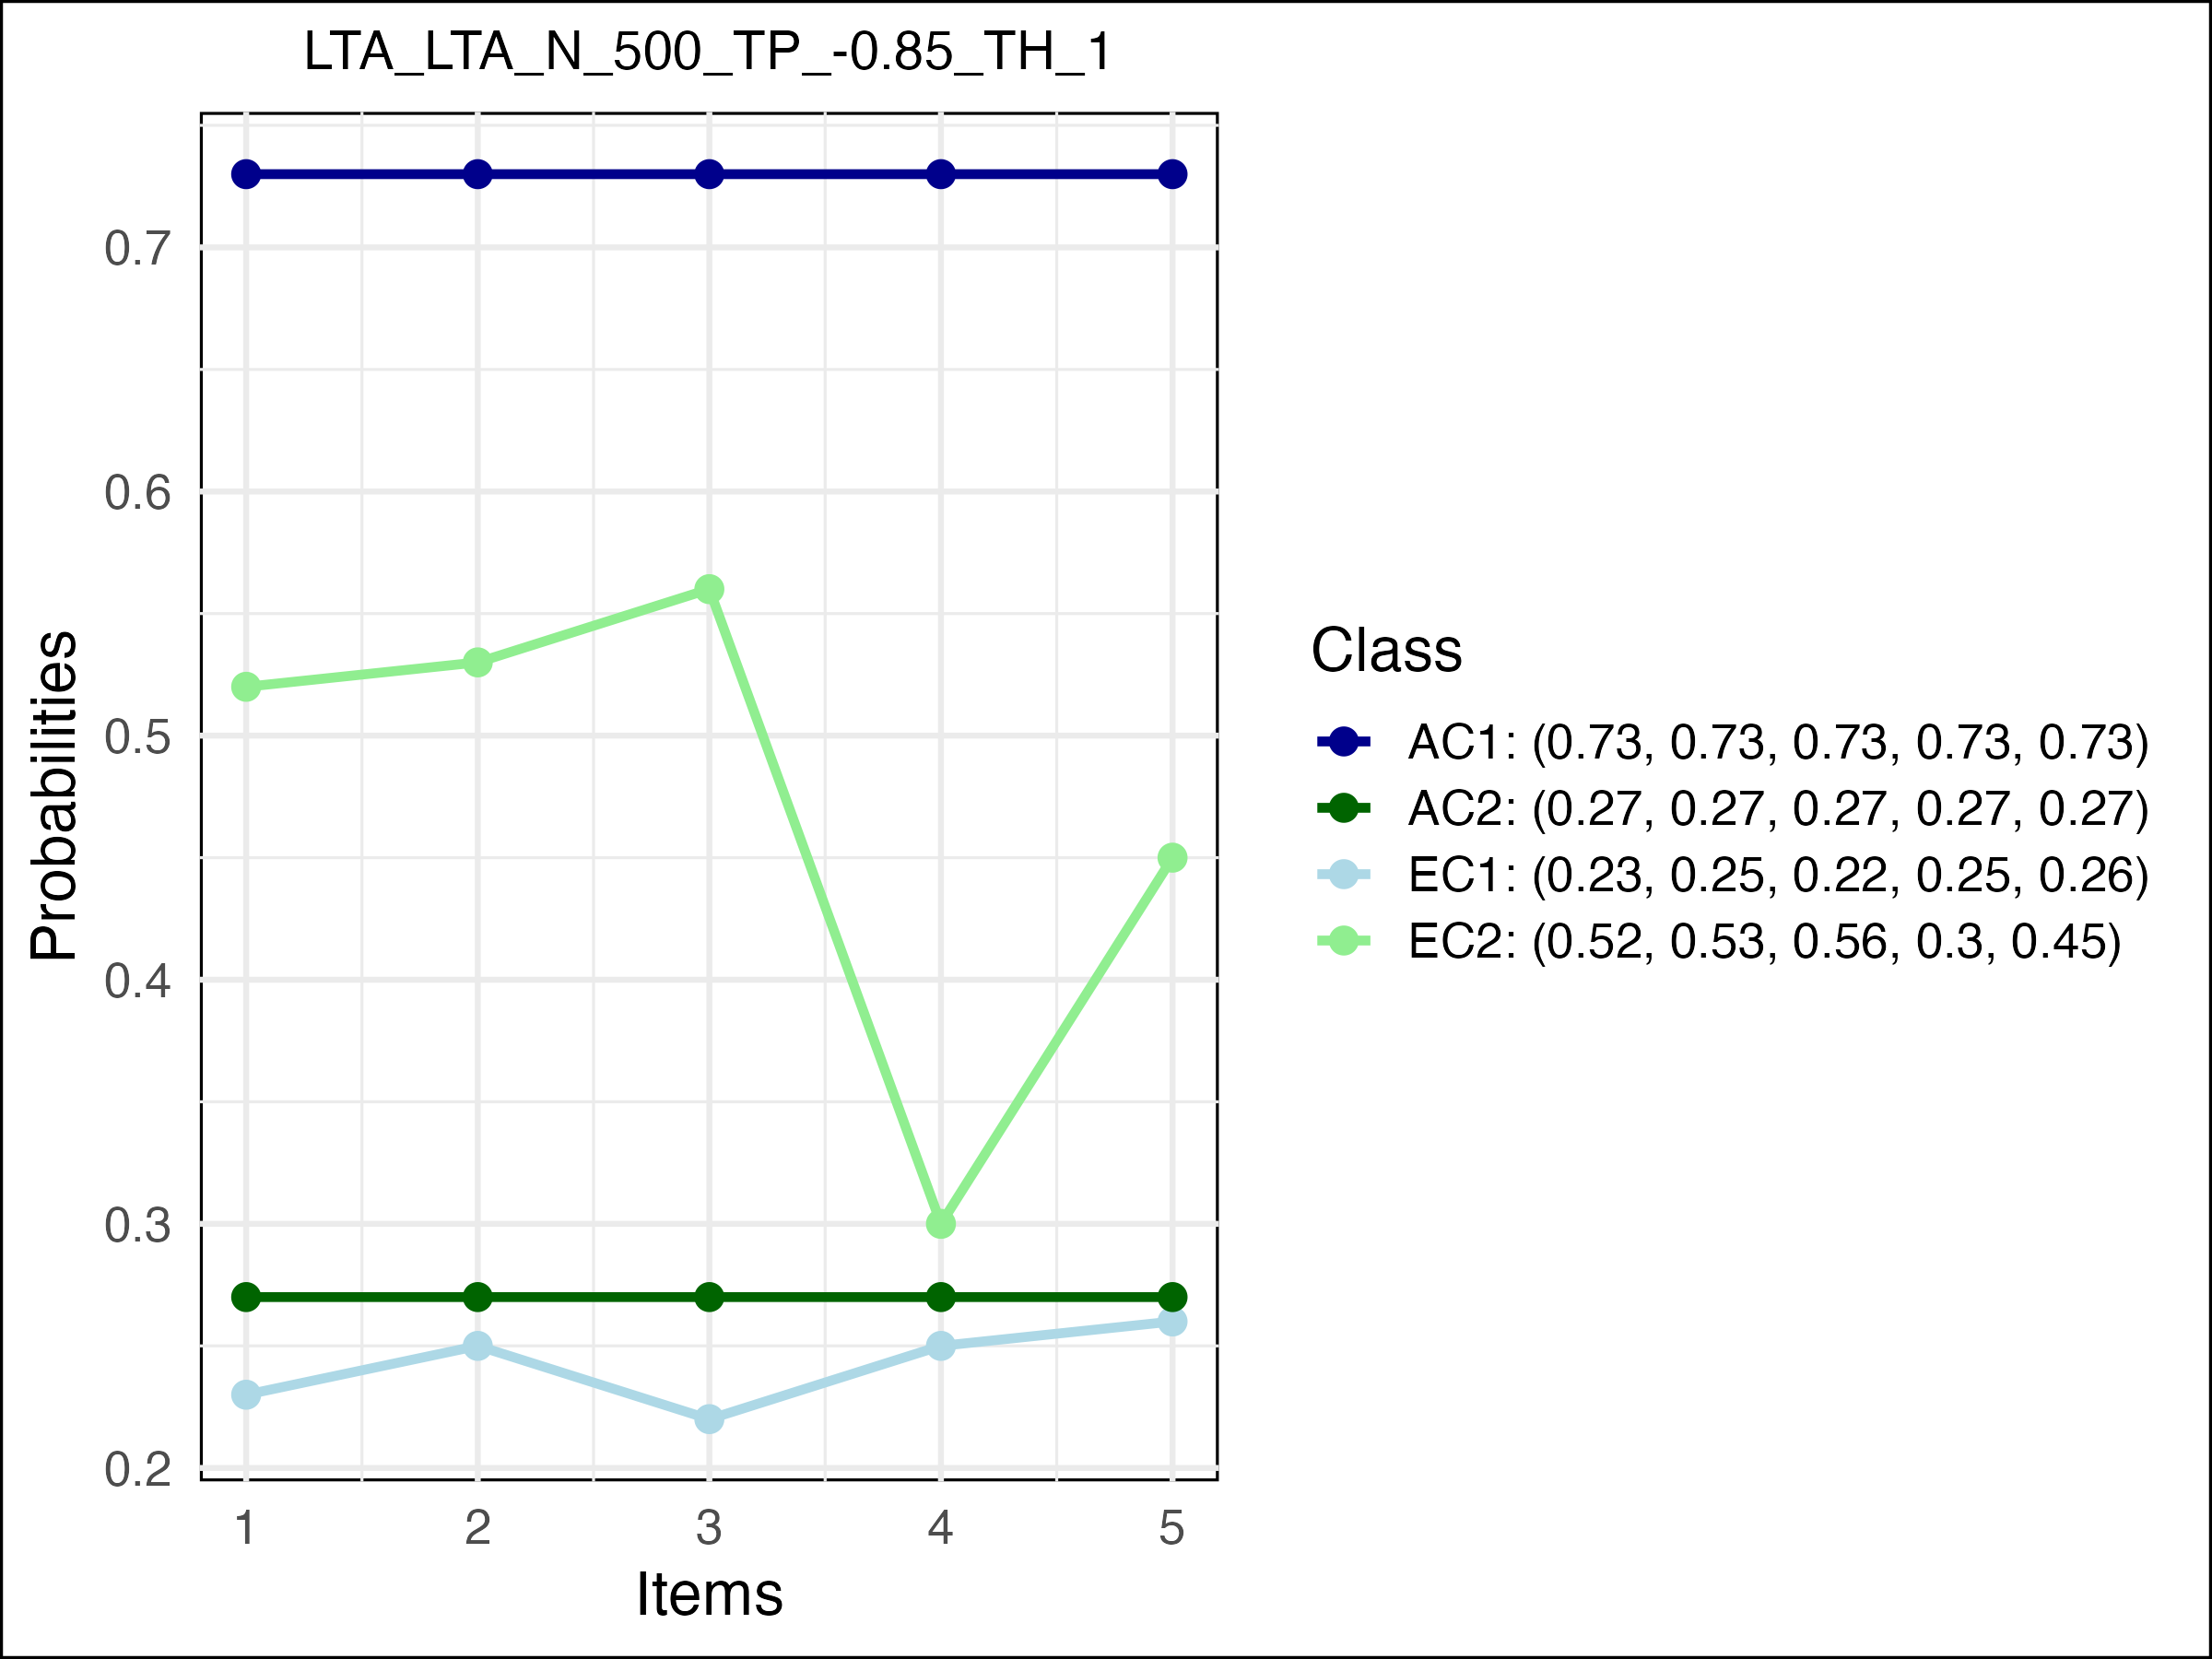 LTA_LTA_N_500_TP_-0.85_TH_1
Probabilities
0.7
0.6
0.5
0.4
0.3
0.2
1 2 3 4 5
Items
Class
AC1: (0.73, 0.73, 0.73, 0.73, 0.73)
AC2: (0.27, 0.27, 0.27, 0.27, 0.27)
EC1: (0.23, 0.25, 0.22, 0.25, 0.26)
EC2: (0.52, 0.53, 0.56, 0.3, 0.45)